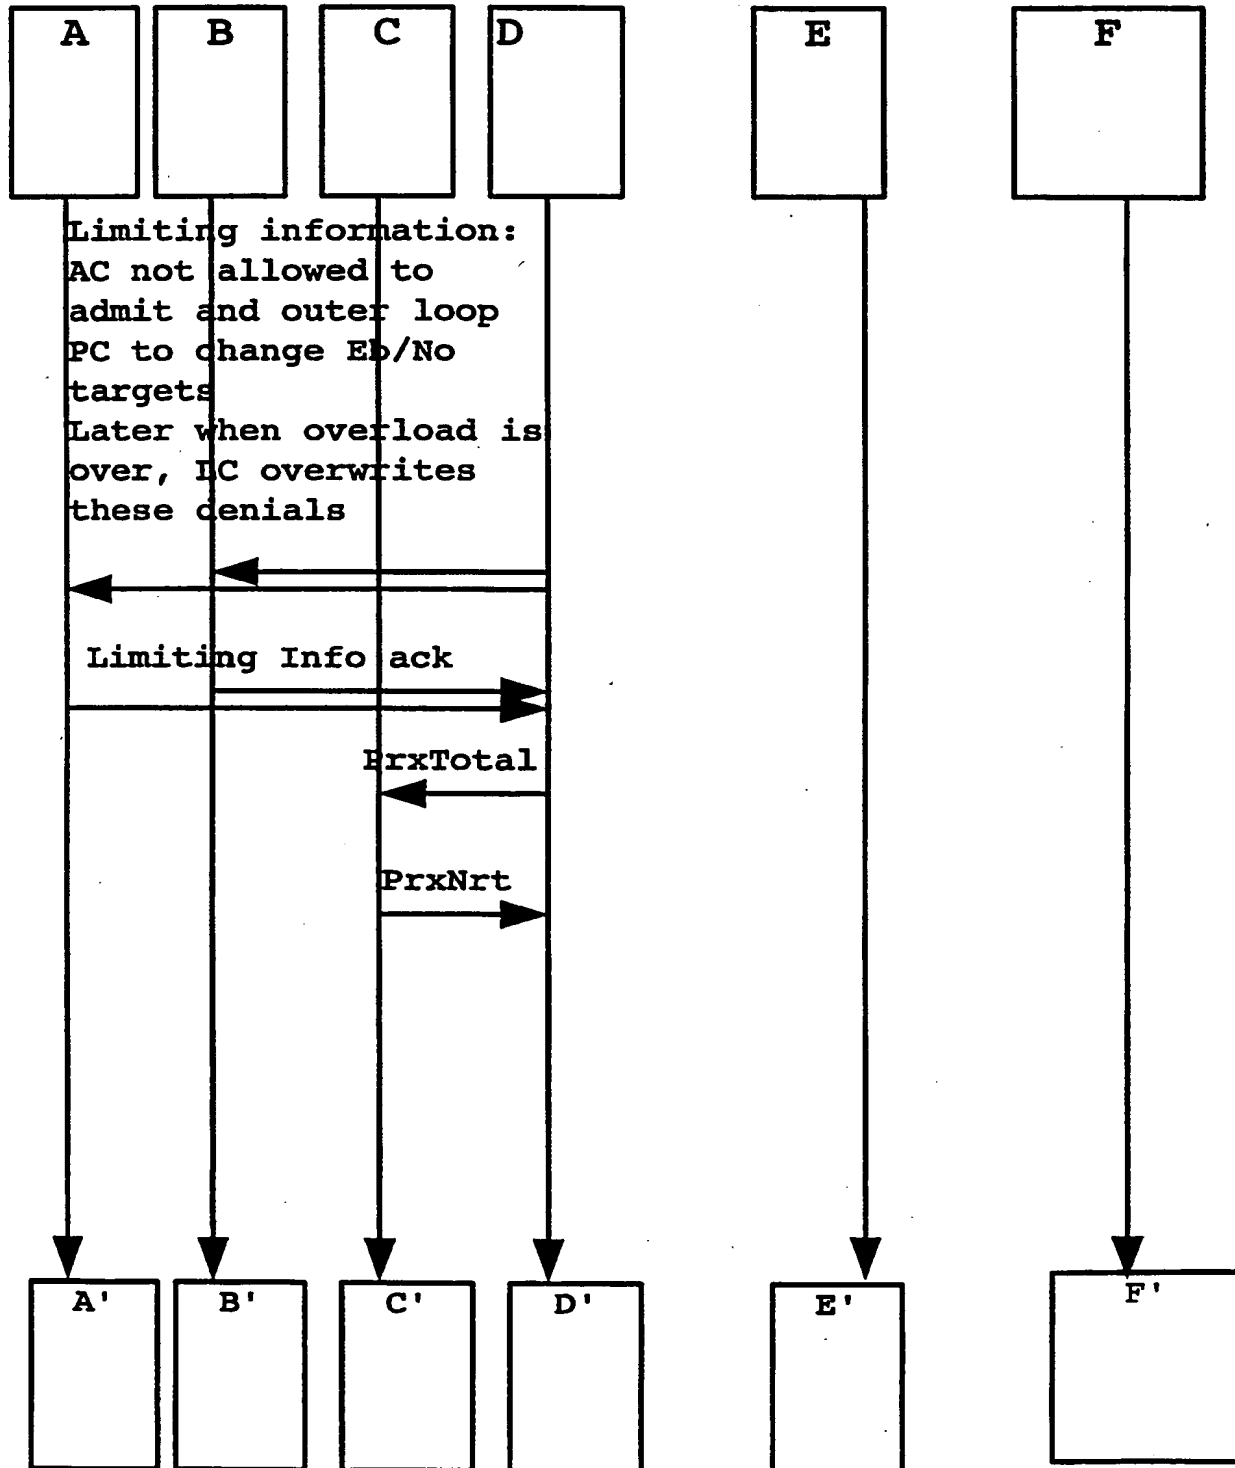 A B C D E F
Limiting information:
AC not allowed to
admit and outer loop
PC to change Eb/No
targets
Later when overload is
over, LC overwrites
these denials
Limiting Info ack
PrxTotal
PrxNrt
A' B' C' D' E' F'